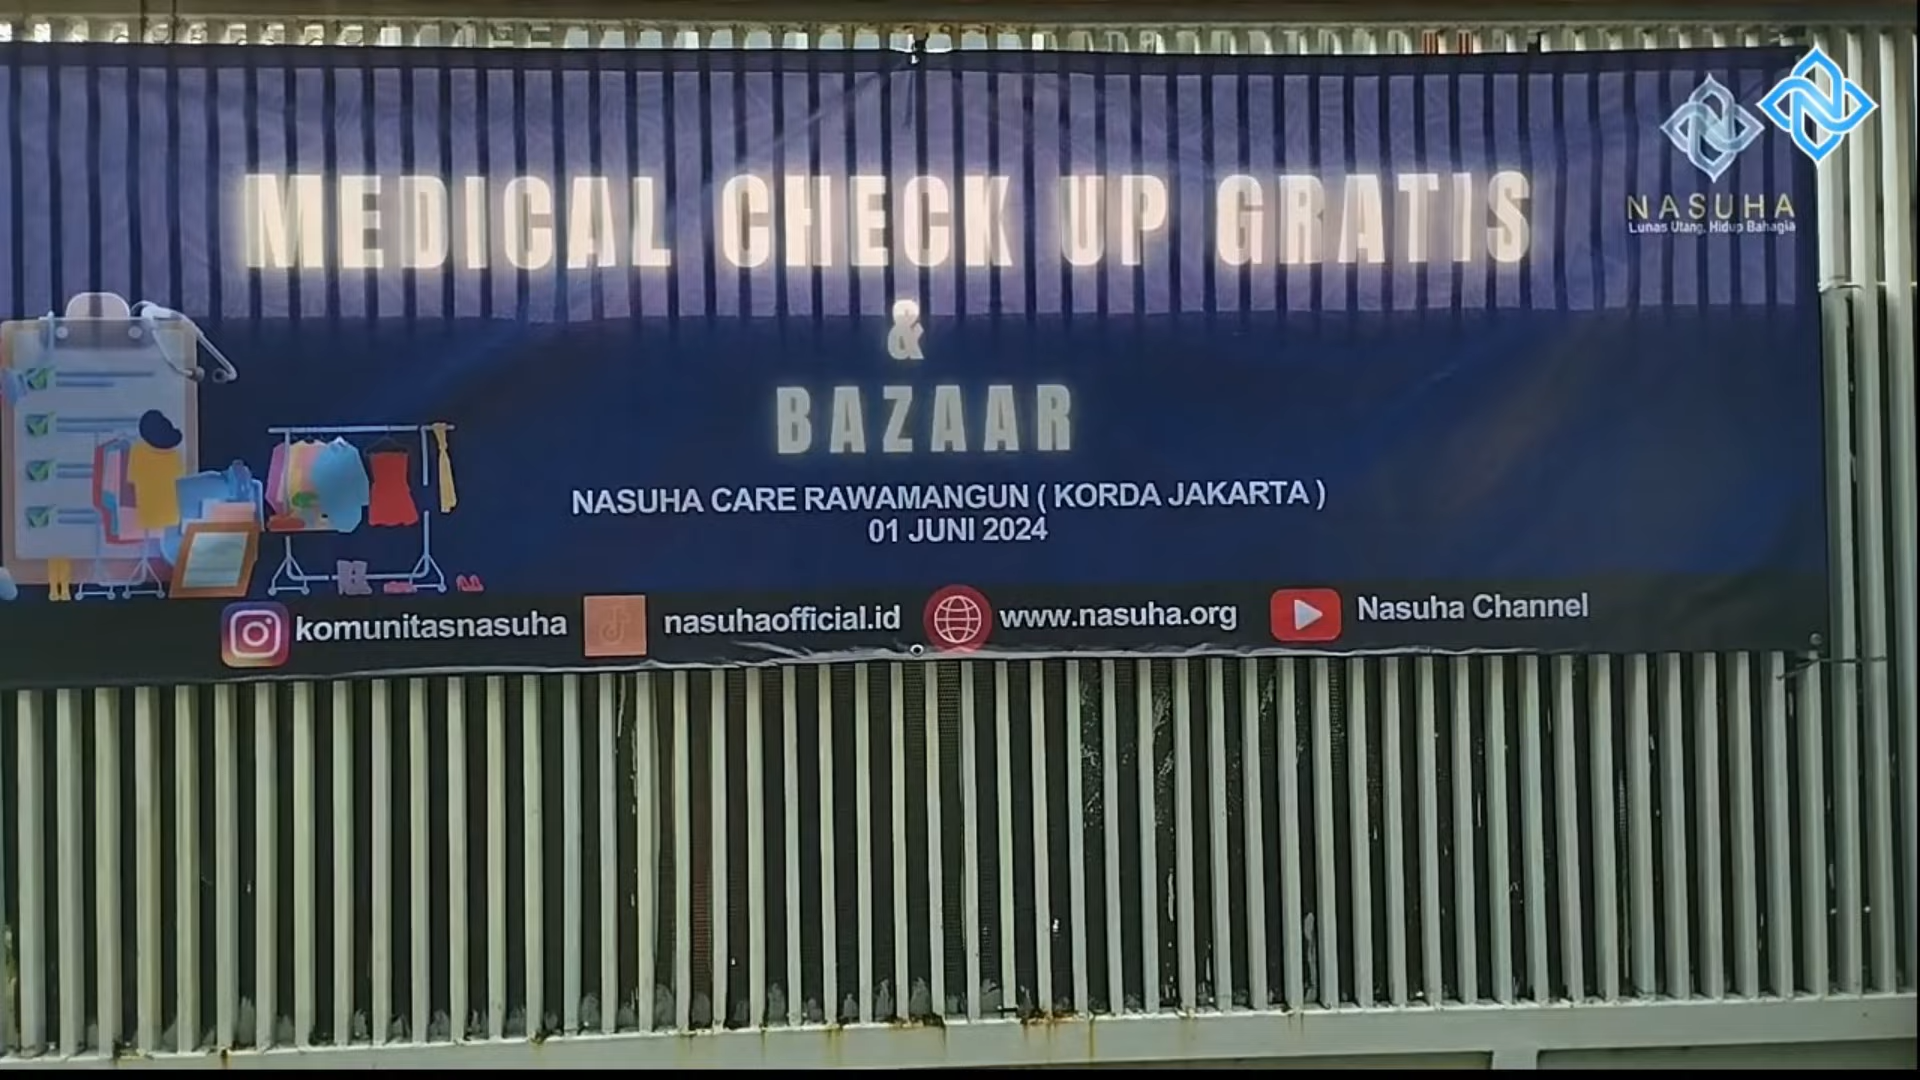 MEDICAL CHECK UP GRATIS
&
BAZAAR
NASUHA CARE RAWAMANGUN ( KORDA JAKARTA )
01 JUNI 2024
komunitasnasuha nasuhaofficial.id www.nasuha.org Nasuha Channel
NASUHA
Lunas Utang, Hidup Bahagia